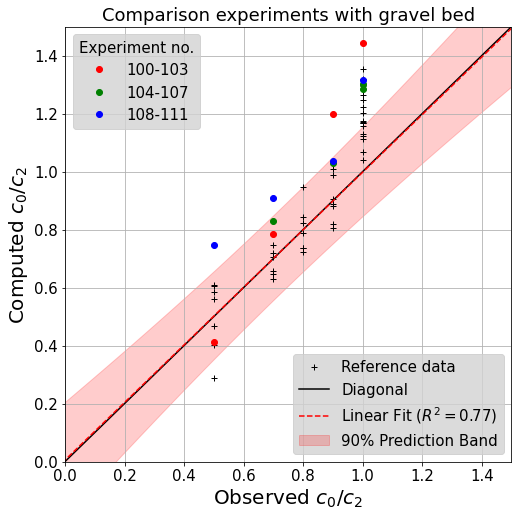 Comparison experiments with gravel bed
Computed c₀/c₂
1.4
1.2
1.0
0.8
0.6
0.4
0.2
0.0
Experiment no.
100-103
104-107
108-111
Reference data
Diagonal
Linear Fit (R² = 0.77)
90% Prediction Band
0.0 0.2 0.4 0.6 0.8 1.0 1.2 1.4
Observed c₀/c₂